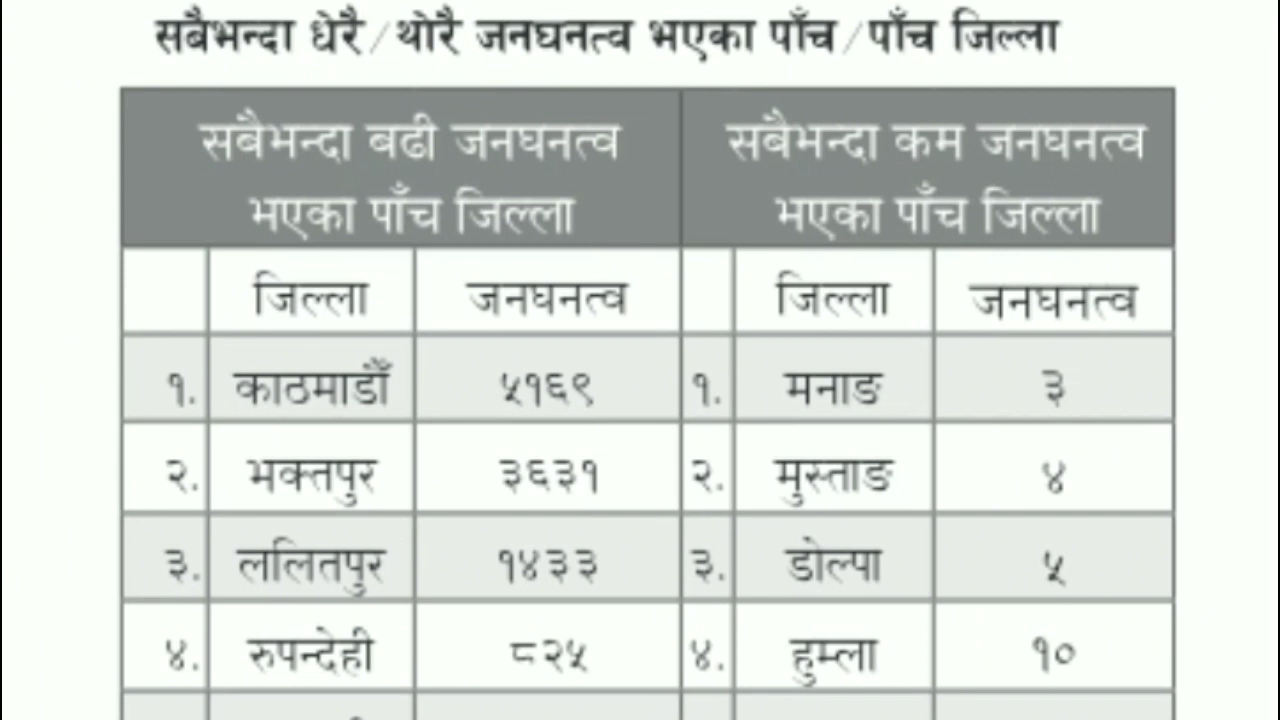 सबैभन्दा धेरै/थोरै जनघनत्व भएका पाँच/पाँच जिल्ला
सबैभन्दा बढी जनघनत्व भएका पाँच जिल्ला सबैभन्दा कम जनघनत्व भएका पाँच जिल्ला
जिल्ला जनघनत्व जिल्ला जनघनत्व
१. काठमाडौँ ५१६९ १. मनाङ ३
२. भक्तपुर ३६३१ २. मुस्ताङ ४
३. ललितपुर १४३३ ३. डोल्पा ५
४. रुपन्देही ८२५ ४. हुम्ला १०